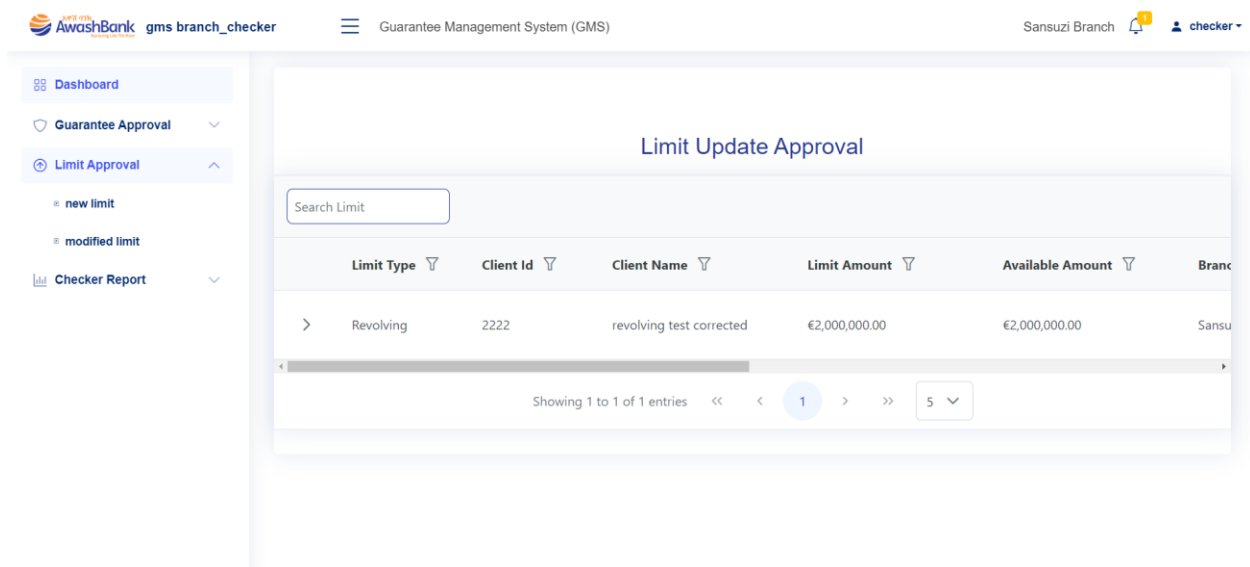 AwashBank
gms branch_checker
Guarantee Management System (GMS)
Sansuzi Branch
1
checker
Dashboard
Guarantee Approval
Limit Approval
new limit
modified limit
Checker Report
Limit Update Approval
Search Limit
Limit Type Client Id Client Name Limit Amount Available Amount Branc
Revolving 2222 revolving test corrected €2,000,000.00 €2,000,000.00 Sansu
Showing 1 to 1 of 1 entries << < 1 > >> 5